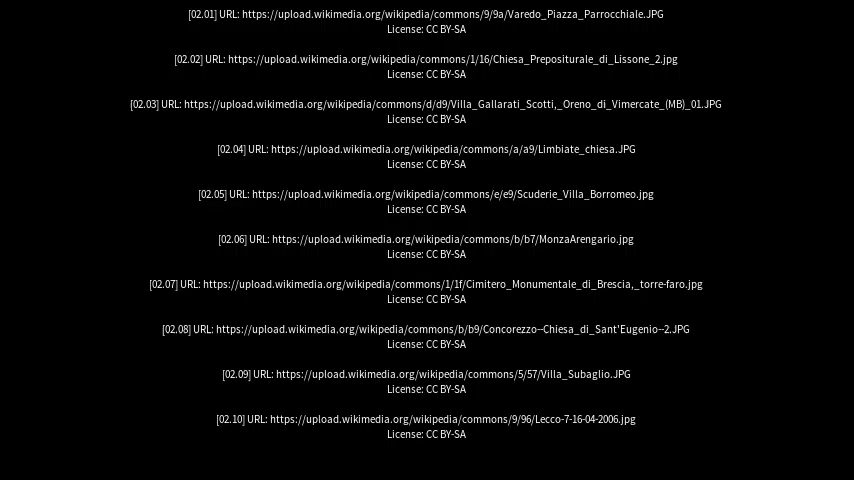 [02.01] URL: https://upload.wikimedia.org/wikipedia/commons/9/9a/Varedo_Piazza_Parrocchiale.JPG
License: CC BY-SA
[02.02] URL: https://upload.wikimedia.org/wikipedia/commons/1/16/Chiesa_Prepositurale_di_Lissone_2.jpg
License: CC BY-SA
[02.03] URL: https://upload.wikimedia.org/wikipedia/commons/d/d9/Villa_Gallarati_Scotti,_Oreno_di_Vimercate_(MB)_01.JPG
License: CC BY-SA
[02.04] URL: https://upload.wikimedia.org/wikipedia/commons/a/a9/Limbiate_chiesa.JPG
License: CC BY-SA
[02.05] URL: https://upload.wikimedia.org/wikipedia/commons/e/e9/Scuderie_Villa_Borromeo.jpg
License: CC BY-SA
[02.06] URL: https://upload.wikimedia.org/wikipedia/commons/b/b7/MonzaArengario.jpg
License: CC BY-SA
[02.07] URL: https://upload.wikimedia.org/wikipedia/commons/1/1f/Cimitero_Monumentale_di_Brescia,_torre-faro.jpg
License: CC BY-SA
[02.08] URL: https://upload.wikimedia.org/wikipedia/commons/b/b9/Concorezzo--Chiesa_di_Sant'Eugenio--2.JPG
License: CC BY-SA
[02.09] URL: https://upload.wikimedia.org/wikipedia/commons/5/57/Villa_Subaglio.JPG
License: CC BY-SA
[02.10] URL: https://upload.wikimedia.org/wikipedia/commons/9/96/Lecco-7-16-04-2006.jpg
License: CC BY-SA